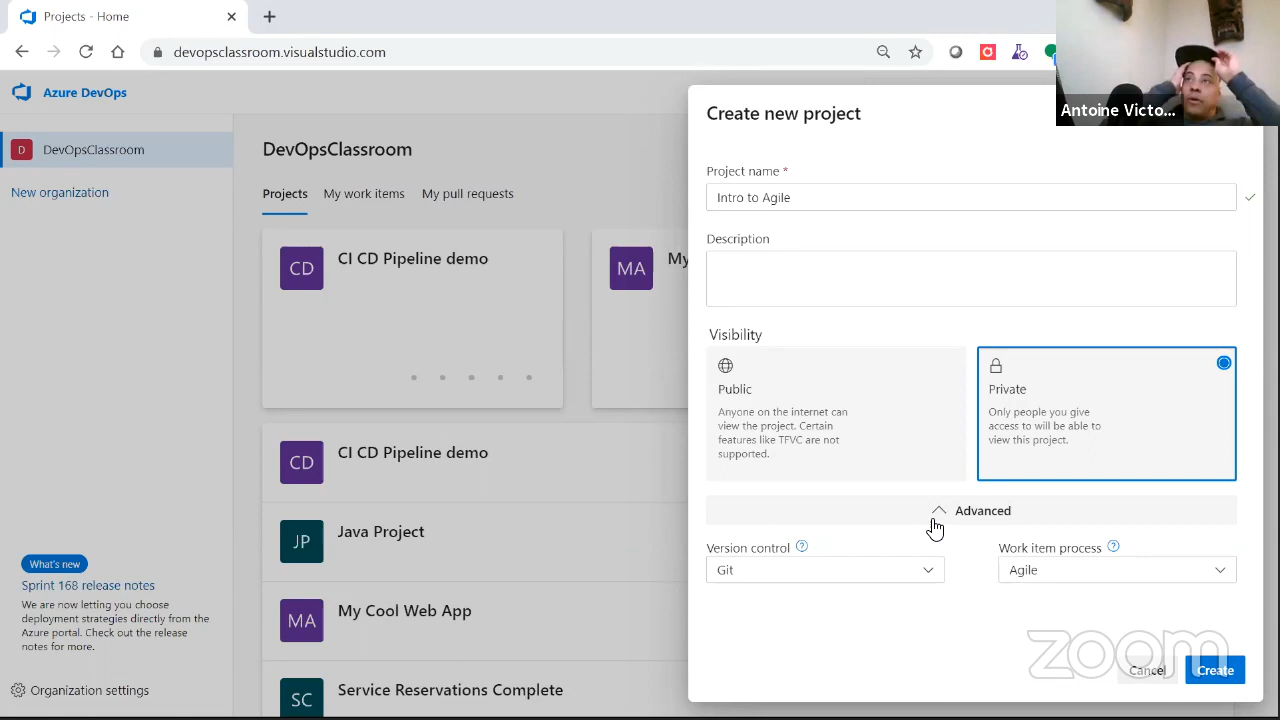 Projects - Home
devopsclassroom.visualstudio.com
Antoine Victo...
Azure DevOps
D
DevOpsClassroom
New organization
DevOpsClassroom
Projects
My work items
My pull requests
CD
CI CD Pipeline demo
MA
My
CD
CI CD Pipeline demo
JP
Java Project
MA
My Cool Web App
SC
Service Reservations Complete
What's new
Sprint 168 release notes
We are now letting you choose
deployment strategies directly from the
Azure portal. Check out the release
notes for more.
Organization settings
Create new project
Project name *
Intro to Agile
Description
Visibility
Public
Anyone on the internet can
view the project. Certain
features like TFVC are not
supported.
Private
Only people you give
access to will be able to
view this project.
Advanced
Version control
Git
Work item process
Agile
zoom
Cancel
Create